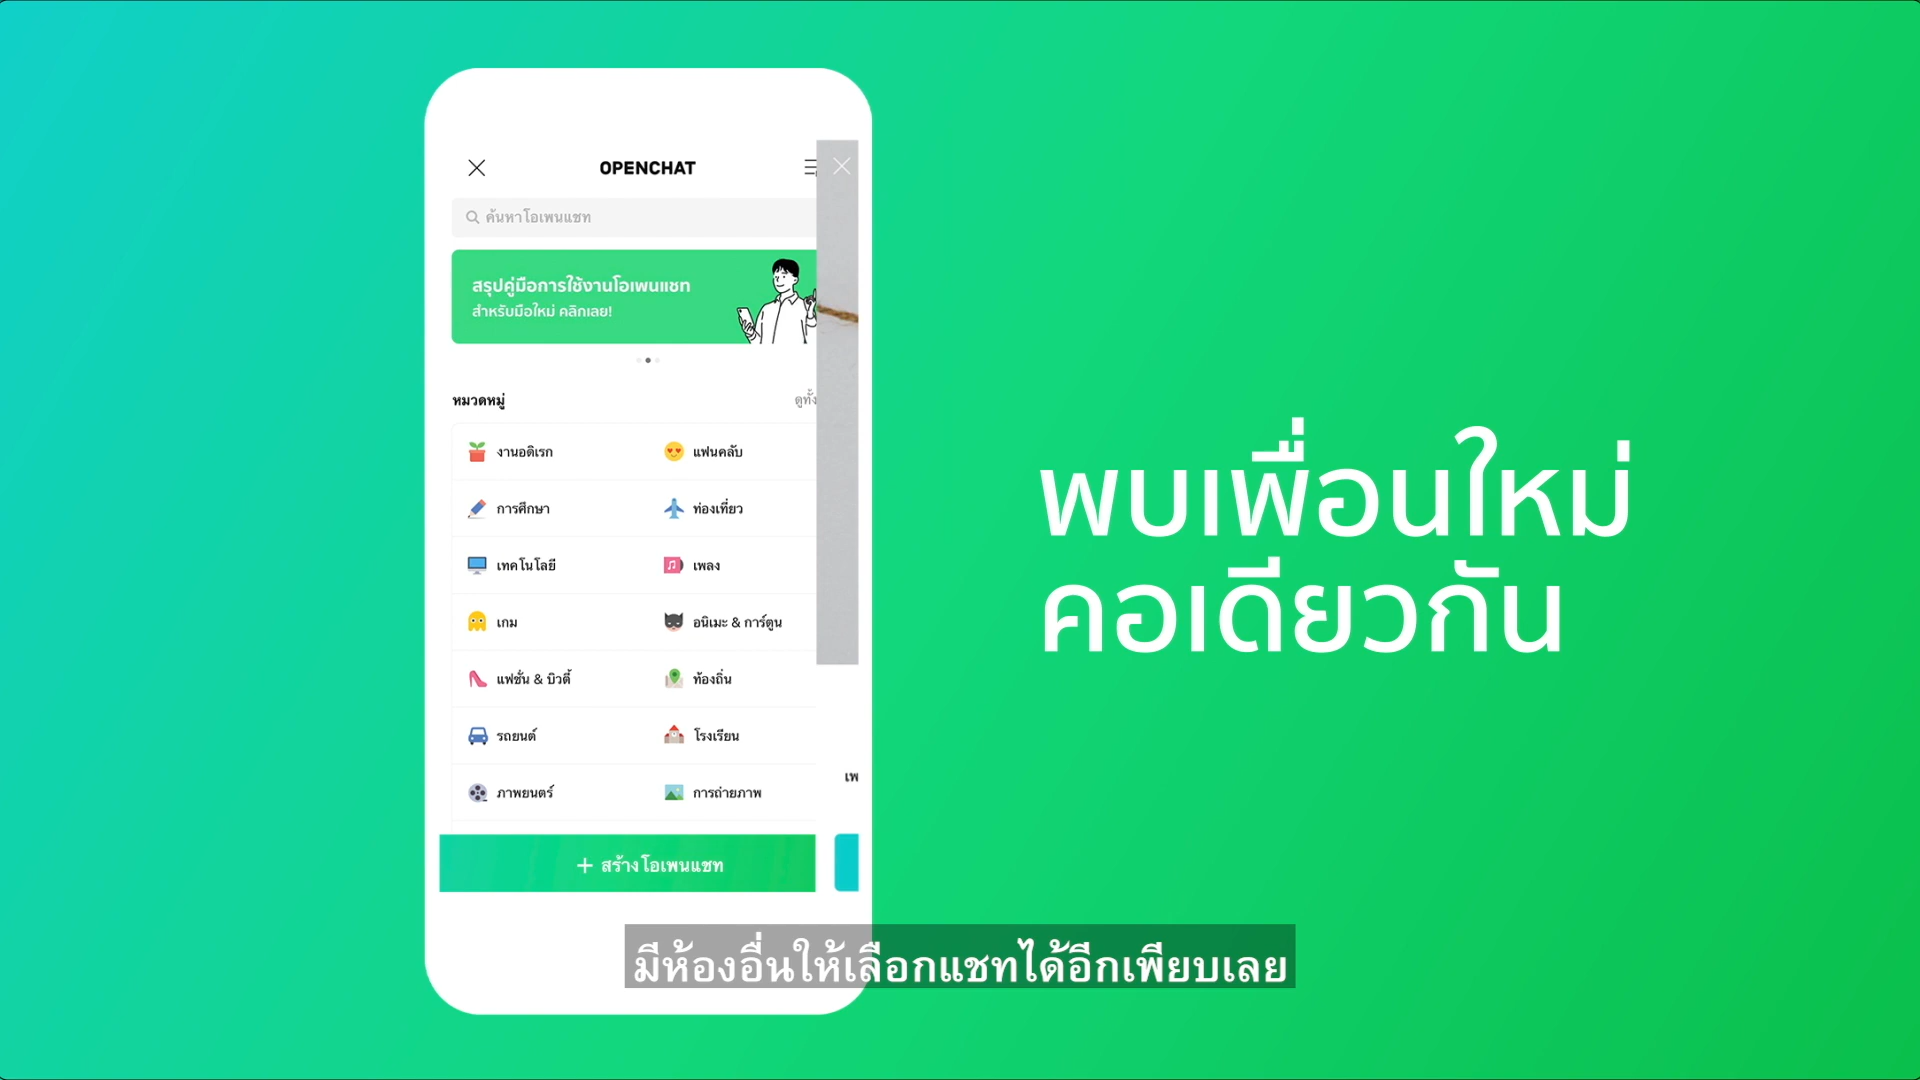 OPENCHAT
ค้นหาโอเพนแชท
สรุปคู่มือการใช้งานโอเพนแชท
สำหรับมือใหม่ คลิกเลย!
หมวดหมู่
ดูทั้ง
งานอดิเรก
แฟนคลับ
การศึกษา
ท่องเที่ยว
เทคโนโลยี
เพลง
เกม
อนิเมะ & การ์ตูน
แฟชั่น & บิวตี้
ท้องถิ่น
รถยนต์
โรงเรียน
ภาพยนตร์
การถ่ายภาพ
เพ
+ สร้างโอเพนแชท
พบเพื่อนใหม่
คอเดียวกัน
มีห้องอื่นให้เลือกแชทได้อีกเพียบเลย